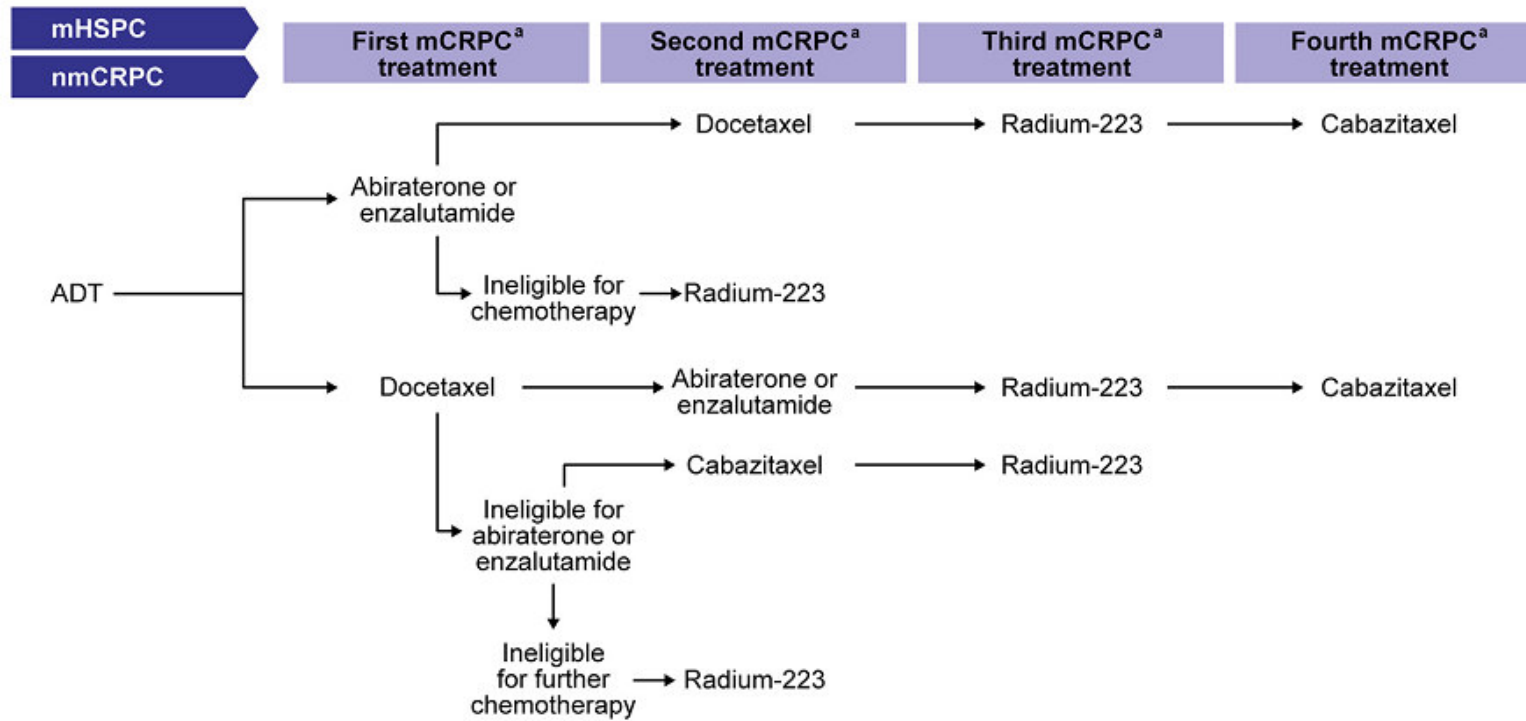 mHSPC
nmCRPC
First mCRPCᵃ
treatment
Second mCRPCᵃ
treatment
Third mCRPCᵃ
treatment
Fourth mCRPCᵃ
treatment
Docetaxel
Radium-223
Cabazitaxel
Abiraterone or
enzalutamide
ADT
Ineligible for
chemotherapy
Radium-223
Docetaxel
Abiraterone or
enzalutamide
Radium-223
Cabazitaxel
Cabazitaxel
Radium-223
Ineligible for
abiraterone or
enzalutamide
Ineligible
for further
chemotherapy
Radium-223